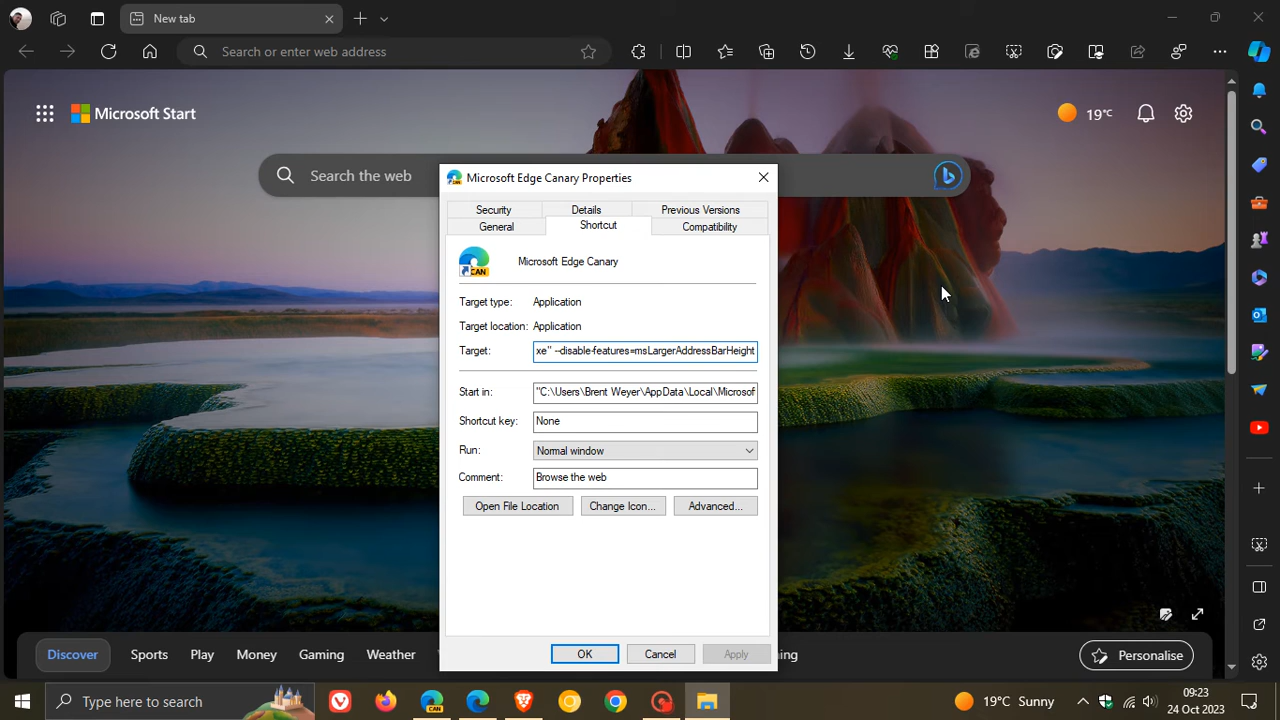 New tab
Search or enter web address
Microsoft Start
19°C
Search the web
Microsoft Edge Canary Properties
Security
Details
Previous Versions
General
Shortcut
Compatibility
CAN
Microsoft Edge Canary
Target type:
Application
Target location:
Application
Target:
xe" --disable-features=msLargerAddressBarHeight
Start in:
"C:\Users\Brent Weyer\AppData\Local\Microsof
Shortcut key:
None
Run:
Normal window
Comment:
Browse the web
Open File Location
Change Icon...
Advanced...
OK
Cancel
Apply
Discover
Sports
Play
Money
Gaming
Weather
Personalise
Type here to search
CAN
19°C Sunny
09:23
24 Oct 2023